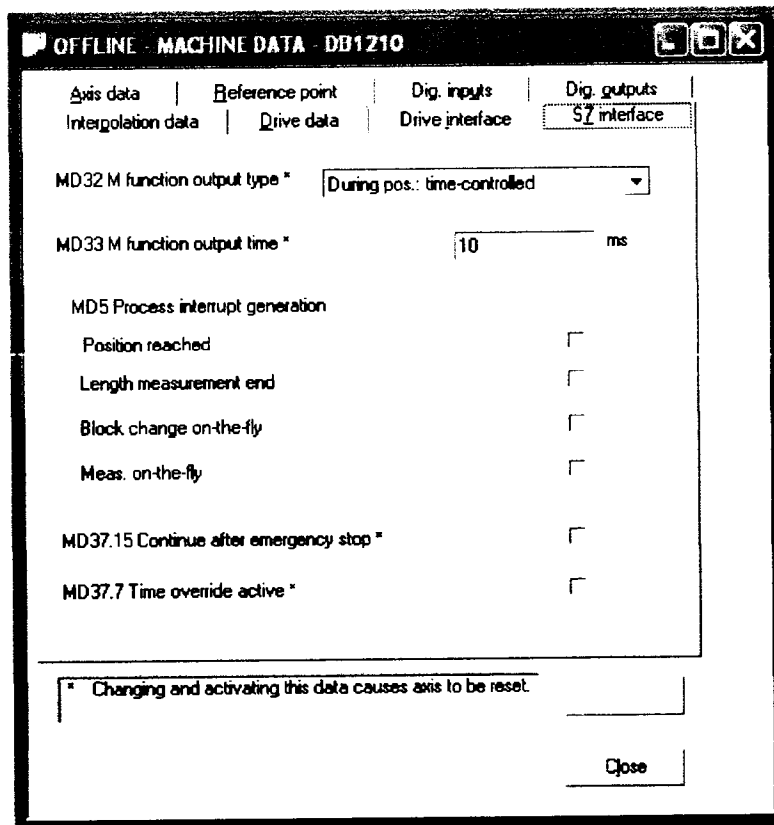 OFFLINE - MACHINE DATA - DB1210
Axis data Reference point Dig. inputs Dig. outputs
Interpolation data Drive data Drive interface S7 interface
MD32 M function output type * During pos.: time-controlled
MD33 M function output time * 10 ms
MD5 Process interrupt generation
Position reached
Length measurement end
Block change on-the-fly
Meas. on-the-fly
MD37.15 Continue after emergency stop *
MD37.7 Time override active *
* Changing and activating this data causes axis to be reset.
Close